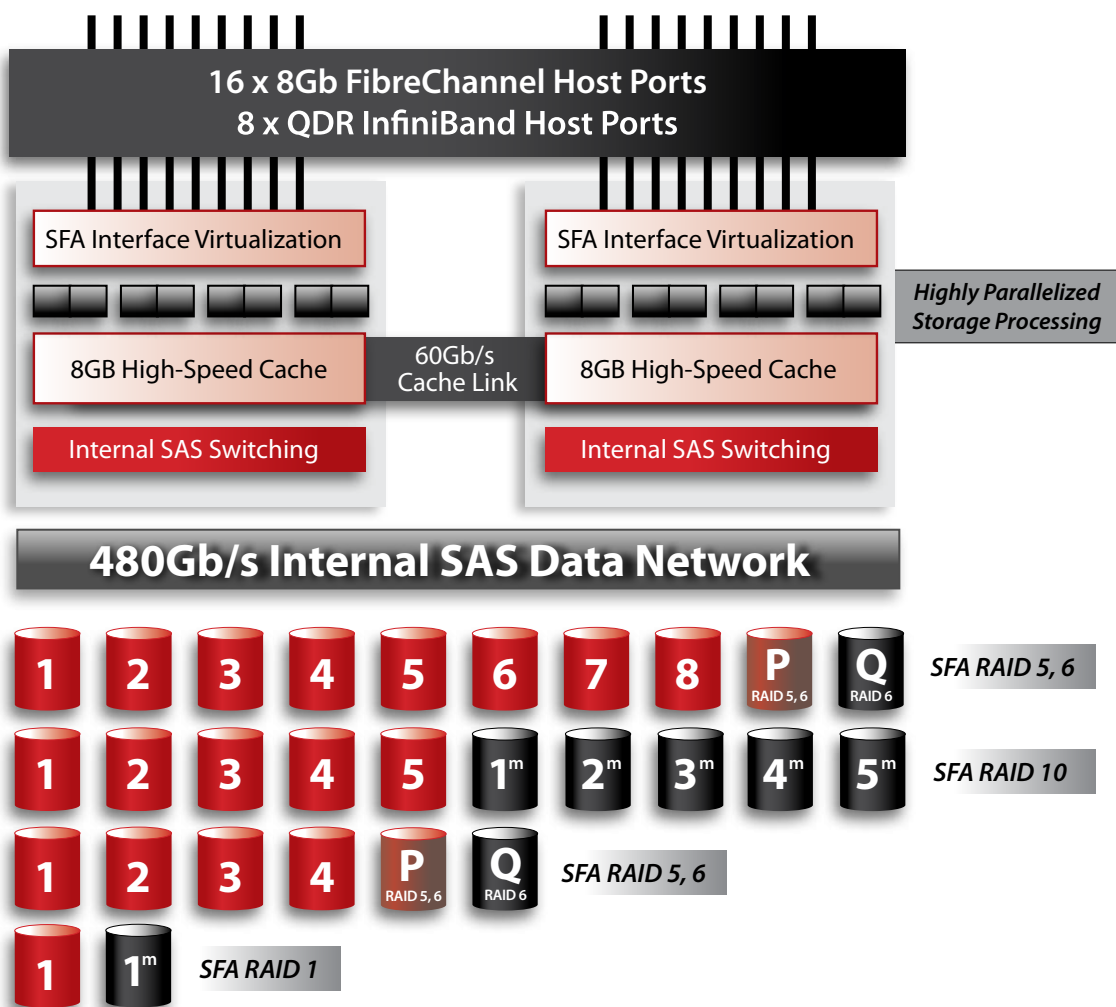 16 x 8Gb FibreChannel Host Ports
8 x QDR InfiniBand Host Ports
SFA Interface Virtualization
SFA Interface Virtualization
Highly Parallelized
Storage Processing
8GB High-Speed Cache
60Gb/s
Cache Link
8GB High-Speed Cache
Internal SAS Switching
Internal SAS Switching
480Gb/s Internal SAS Data Network
1 2 3 4 5 6 7 8 P Q SFA RAID 5, 6
RAID 5, 6 RAID 6
1 2 3 4 5 1m 2m 3m 4m 5m SFA RAID 10
1 2 3 4 P Q SFA RAID 5, 6
RAID 5, 6 RAID 6
1 1m SFA RAID 1